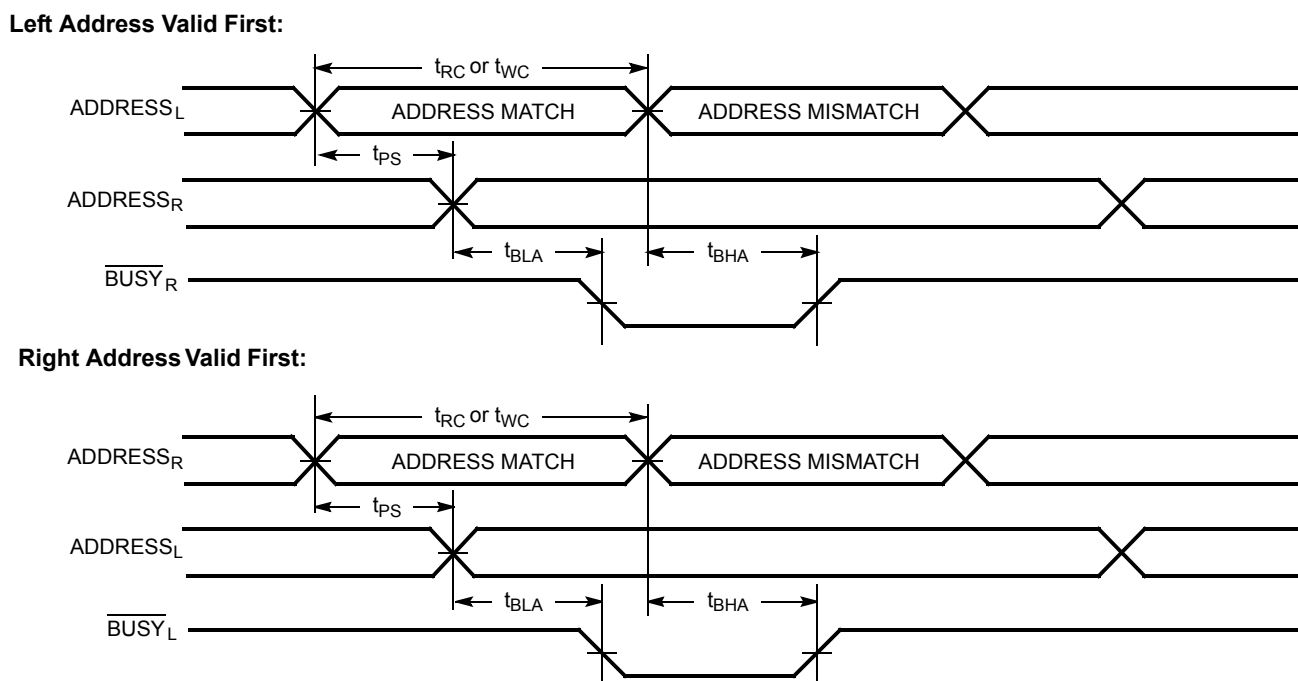 Left Address Valid First:
tRC or tWC
ADDRESSL
ADDRESS MATCH
ADDRESS MISMATCH
tPS
ADDRESSR
tBLA
tBHA
BUSYR
Right Address Valid First:
tRC or tWC
ADDRESSR
ADDRESS MATCH
ADDRESS MISMATCH
tPS
ADDRESSL
tBLA
tBHA
BUSYL